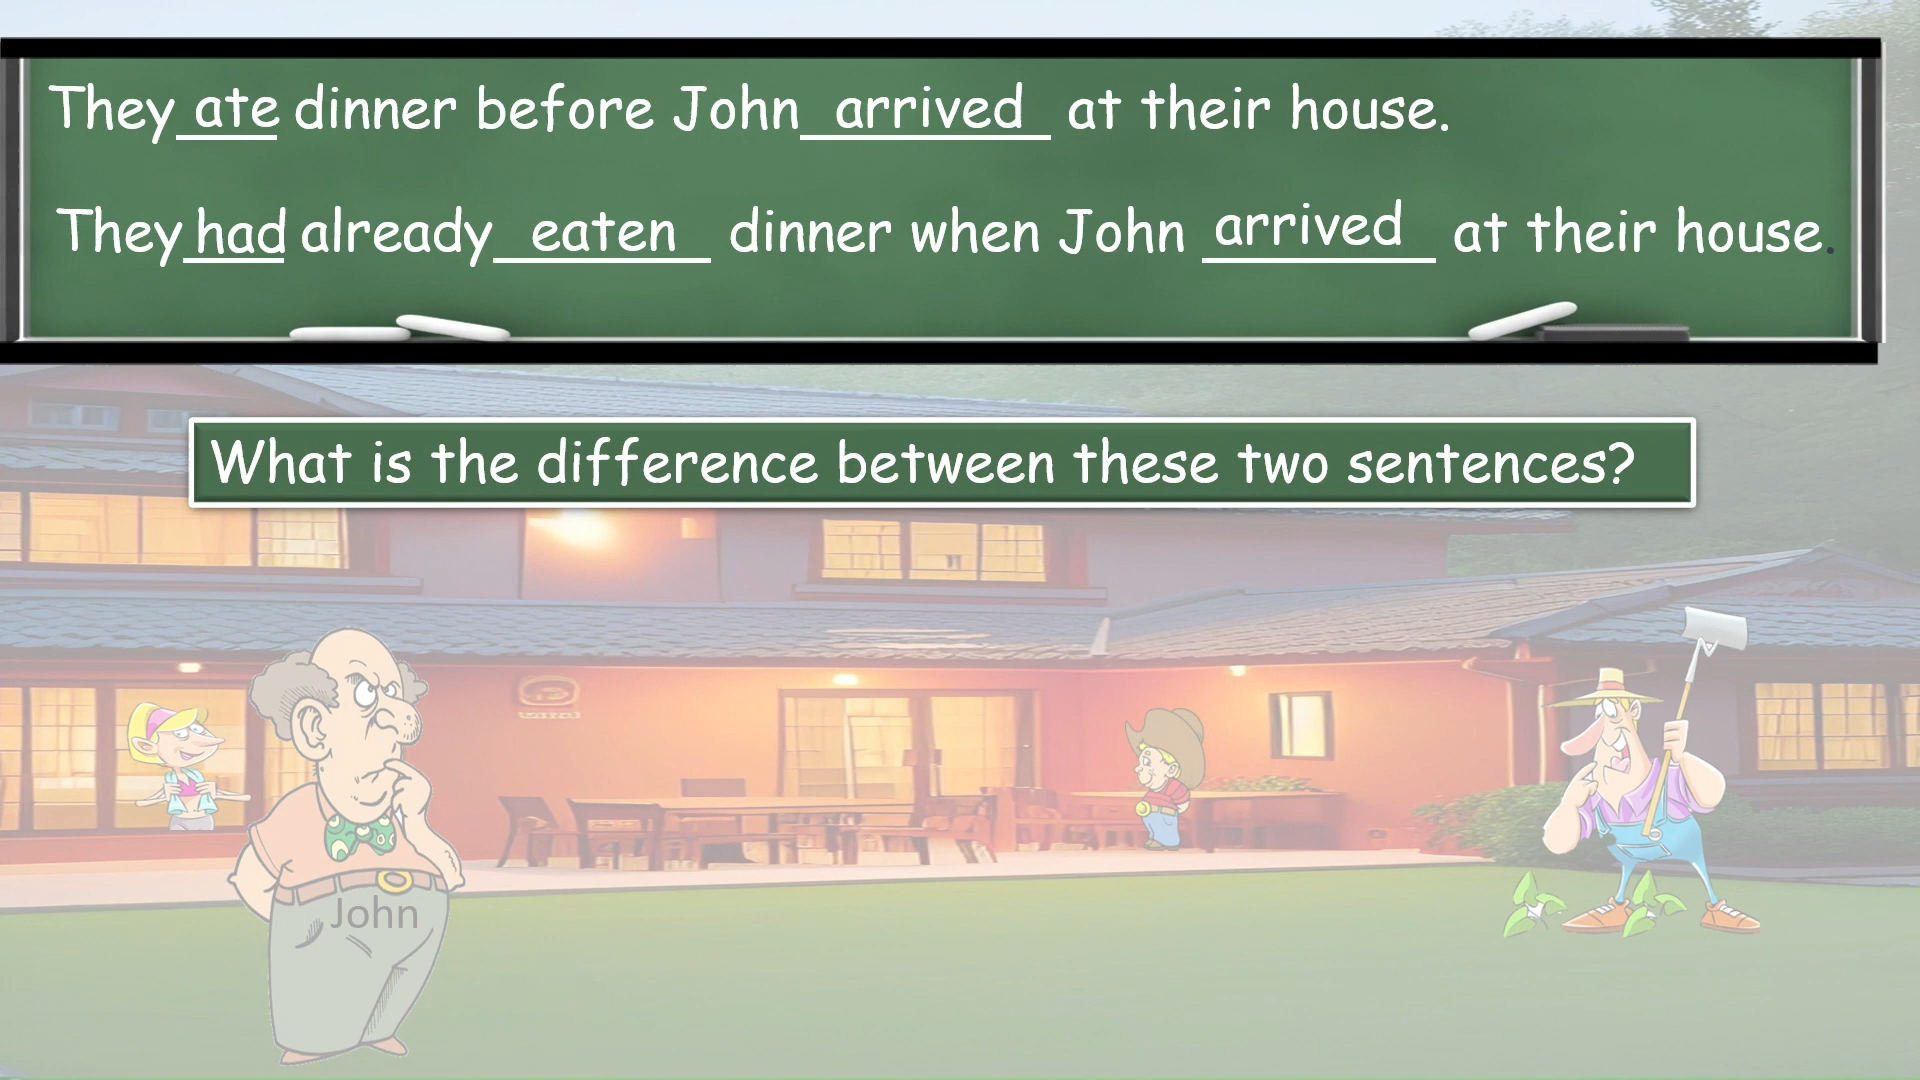 They ate dinner before John arrived at their house.
They had already eaten dinner when John arrived at their house.
What is the difference between these two sentences?
John